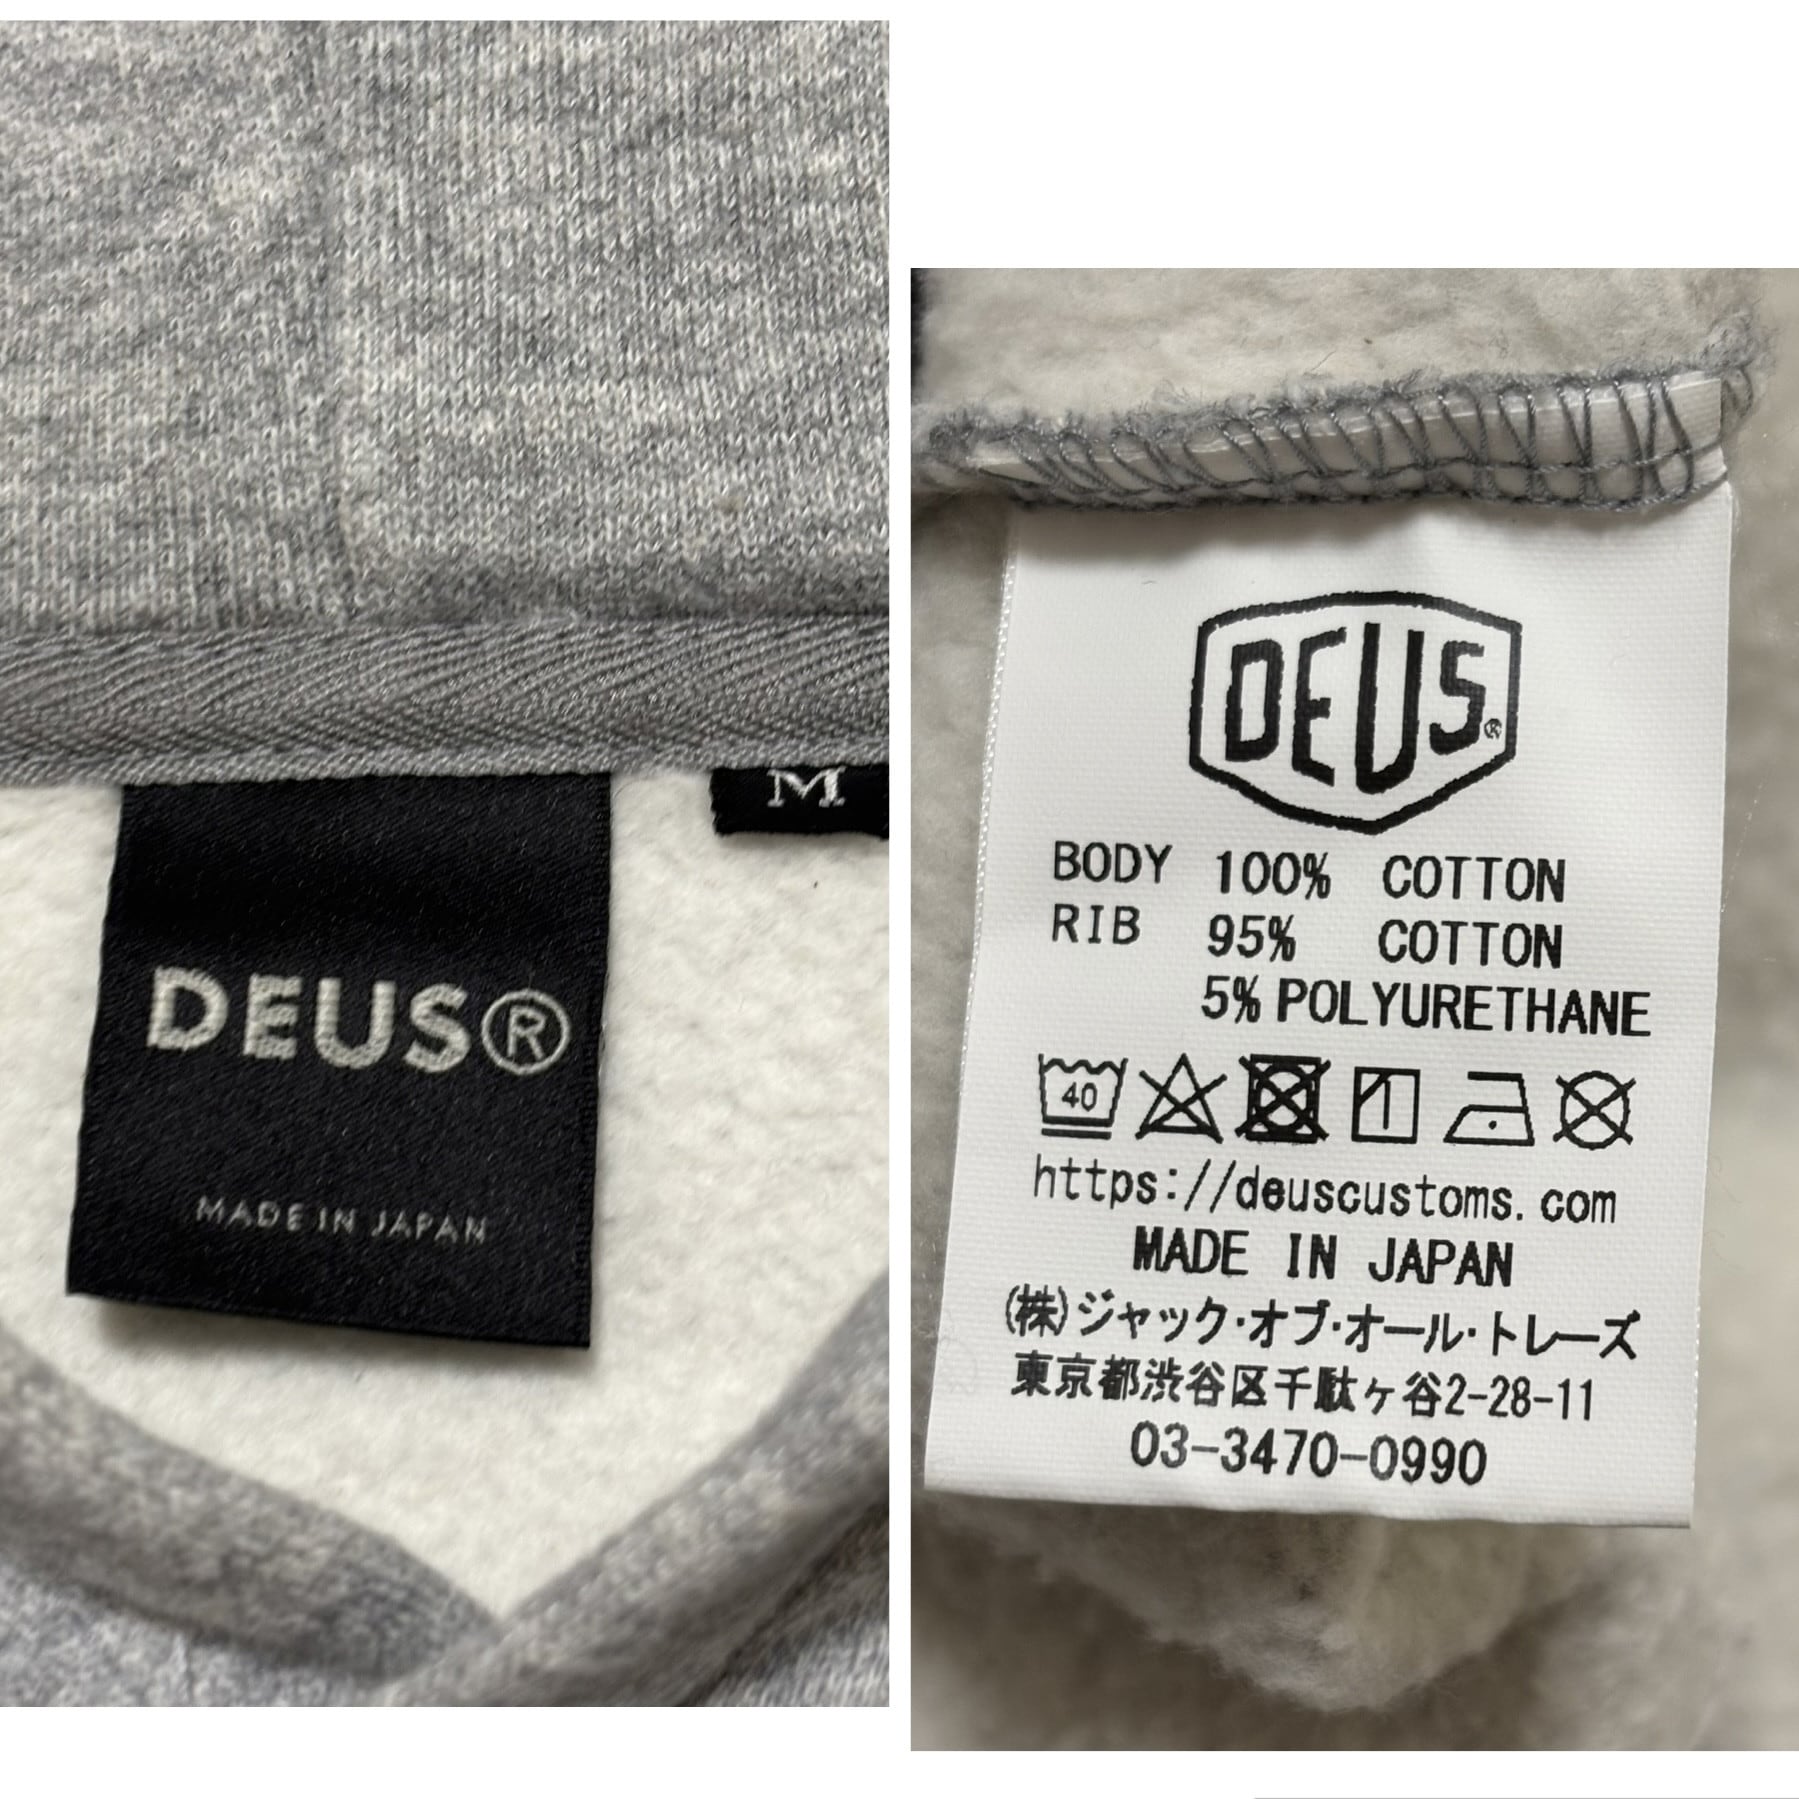 M
DEUS®
MADE IN JAPAN
DEUS®
BODY 100% COTTON
RIB 95% COTTON
5% POLYURETHANE
40
https://deuscustoms.com
MADE IN JAPAN
(株)ジャック・オブ・オール・トレーズ
東京都渋谷区千駄ヶ谷2-28-11
03-3470-0990